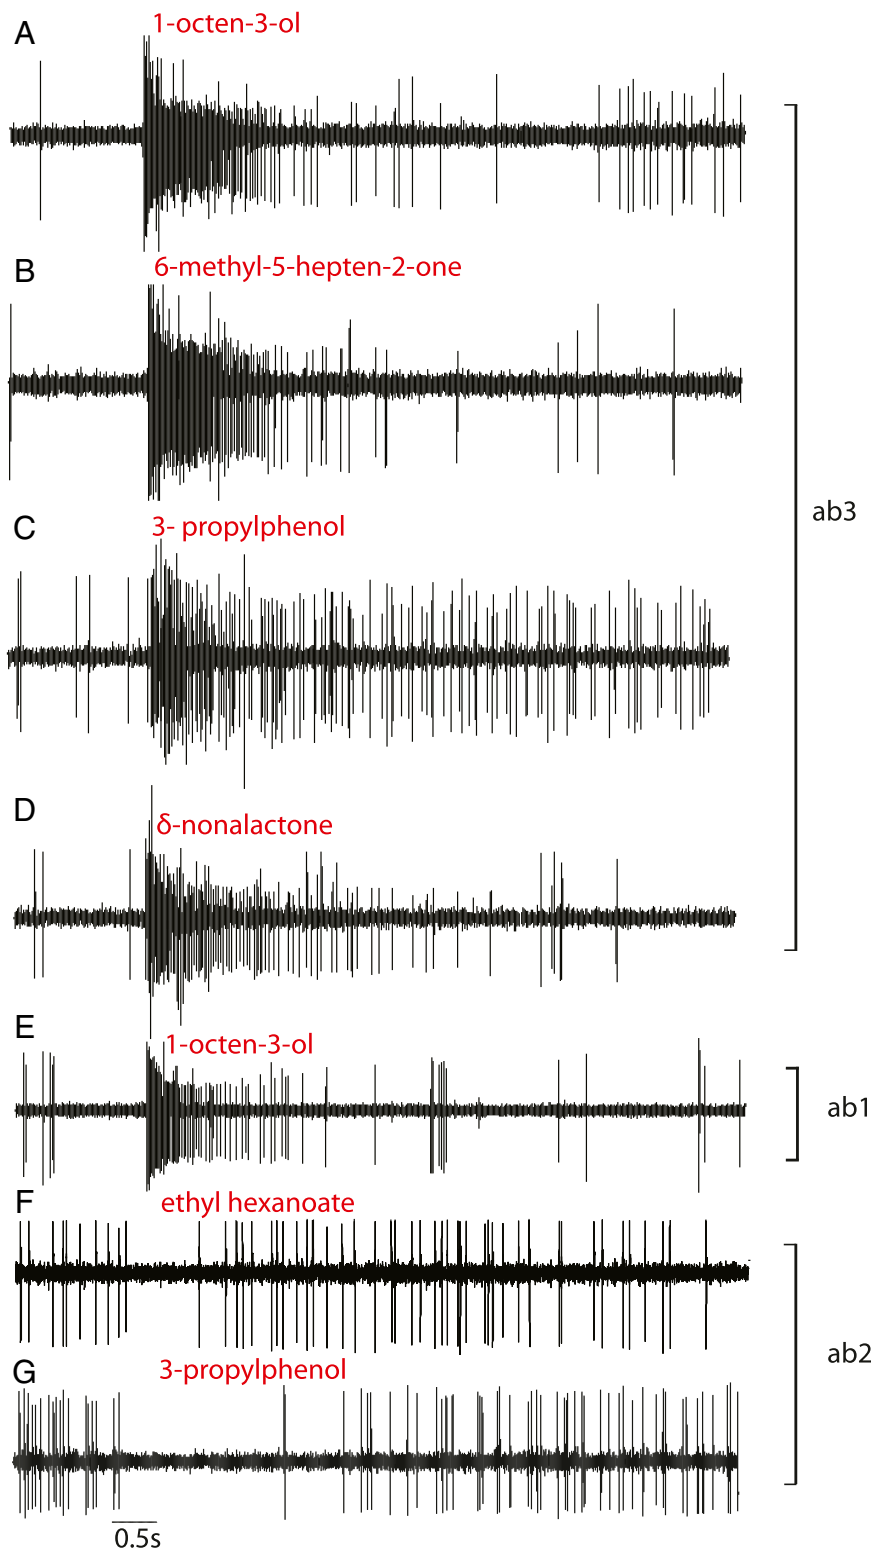 A
1-octen-3-ol
B
6-methyl-5-hepten-2-one
C
3- propylphenol
ab3
D
δ-nonalactone
E
1-octen-3-ol
ab1
F
ethyl hexanoate
ab2
G
3-propylphenol
0.5s